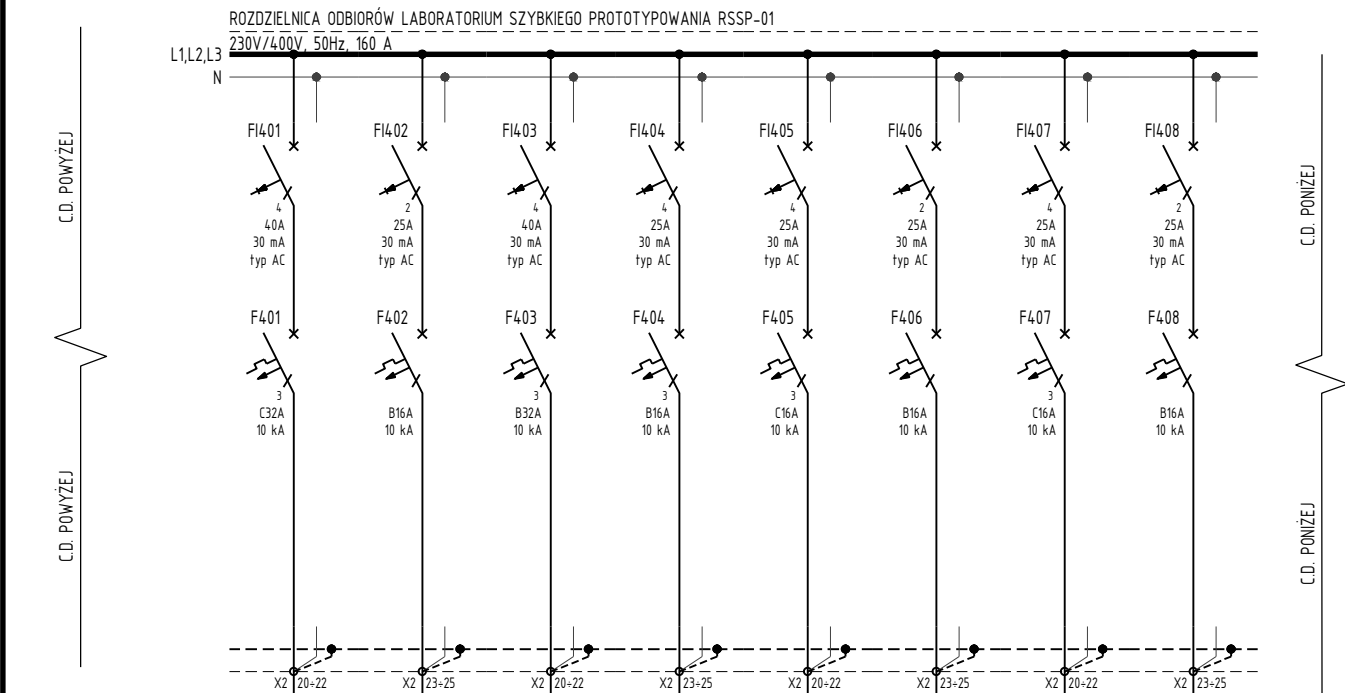 ROZDZIELNICA ODBIORÓW LABORATORIUM SZYBKIEGO PROTOTYPOWANIA RSSP-01
230V/400V, 50Hz, 160 A
L1,L2,L3
N
C.D. POWYŻEJ
C.D. PONIŻEJ
FI401 FI402 FI403 FI404 FI405 FI406 FI407 FI408
4 2 4 4 4 2 4 2
40A 25A 40A 25A 25A 25A 25A 25A
30 mA 30 mA 30 mA 30 mA 30 mA 30 mA 30 mA 30 mA
typ AC typ AC typ AC typ AC typ AC typ AC typ AC typ AC
F401 F402 F403 F404 F405 F406 F407 F408
3 3 3 3 3
C32A B16A B32A B16A C16A B16A C16A B16A
10 kA 10 kA 10 kA 10 kA 10 kA 10 kA 10 kA 10 kA
C.D. POWYŻEJ
C.D. PONIŻEJ
X2 20÷22 X2 23÷25 X2 20÷22 X2 23÷25 X2 20÷22 X2 23÷25 X2 20÷22 X2 23÷25